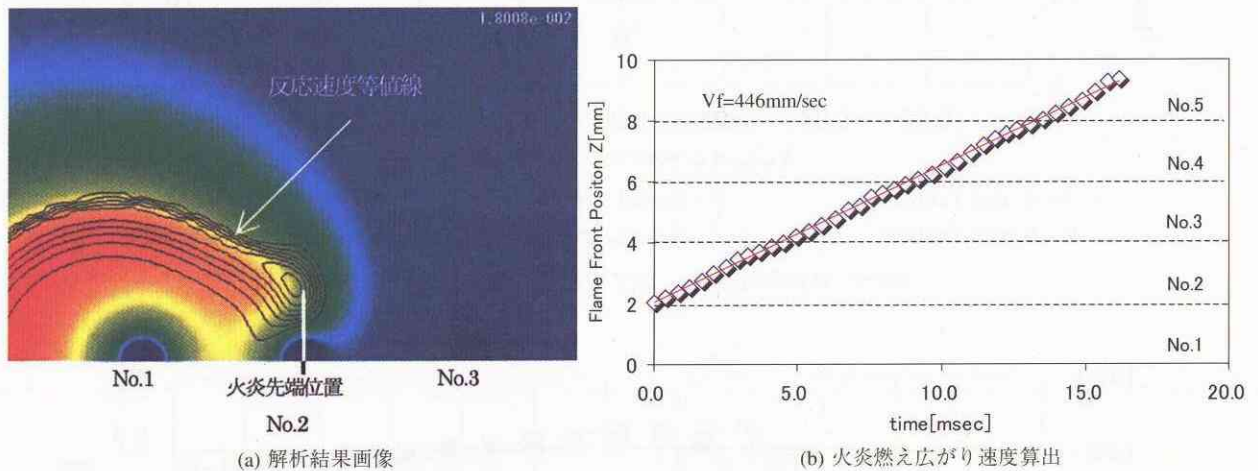 1.8008e-002
反応速度等値線
No.1
火炎先端位置
No.3
No.2
(a) 解析結果画像
Vf=446mm/sec
Flame Front Positon Z[mm]
10
8
6
4
2
0
No.5
No.4
No.3
No.2
No.1
0.0
5.0
10.0
15.0
20.0
time[msec]
(b) 火炎燃え広がり速度算出